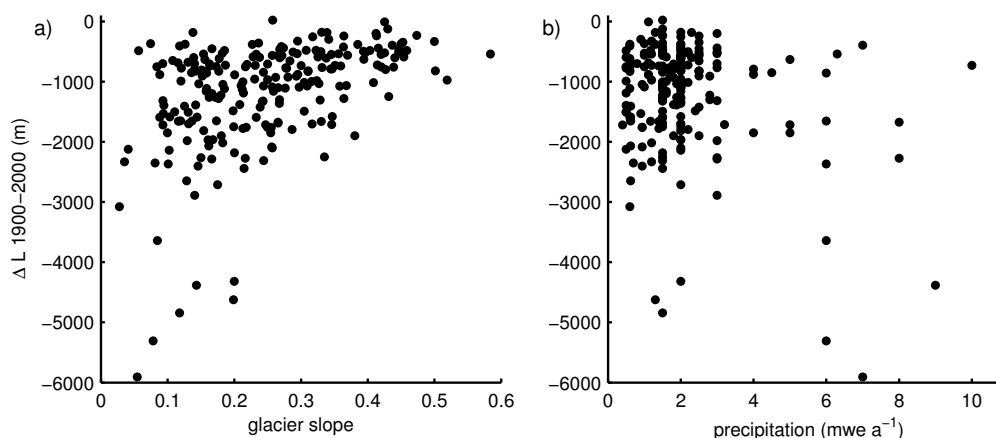 a)
0
−1000
−2000
−3000
−4000
−5000
−6000
Δ L 1900−2000 (m)
0 0.1 0.2 0.3 0.4 0.5 0.6
glacier slope
b)
0
−1000
−2000
−3000
−4000
−5000
−6000
0 2 4 6 8 10
precipitation (mwe a⁻¹)